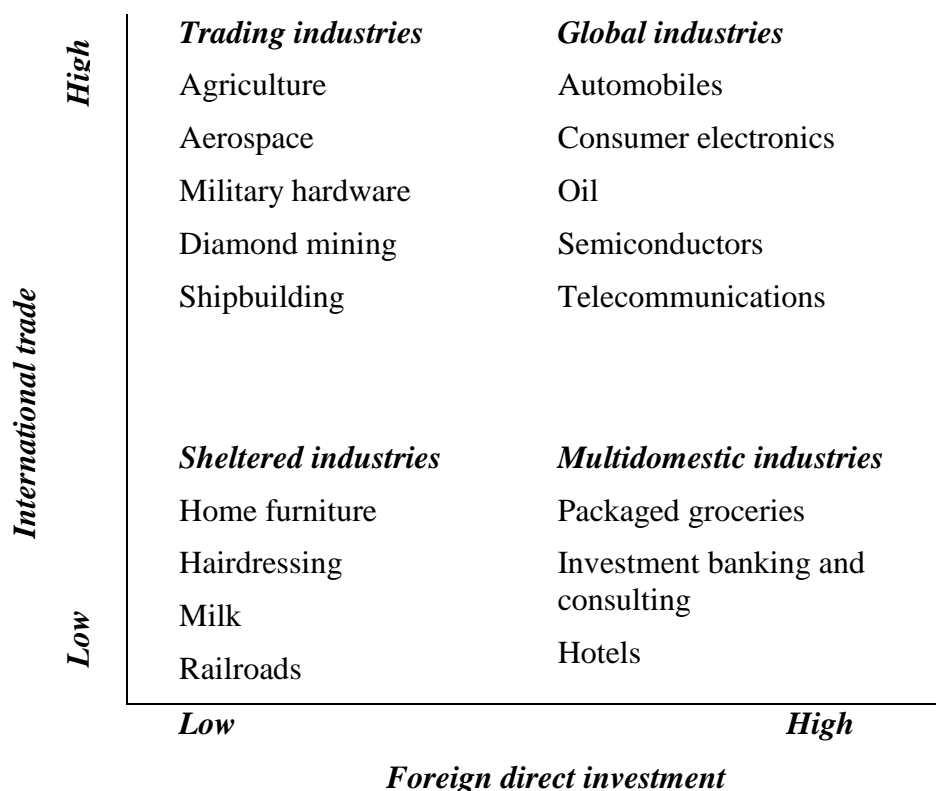 High
Trading industries
Agriculture
Aerospace
Military hardware
Diamond mining
Shipbuilding
Global industries
Automobiles
Consumer electronics
Oil
Semiconductors
Telecommunications
International trade
Sheltered industries
Home furniture
Hairdressing
Milk
Railroads
Multidomestic industries
Packaged groceries
Investment banking and
consulting
Hotels
Low
Low
High
Foreign direct investment